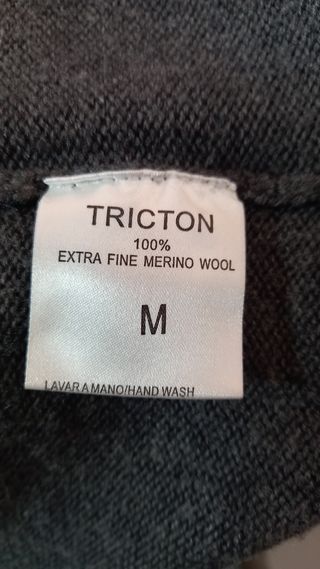 TRICTON
100%
EXTRA FINE MERINO WOOL
M
LAVAR A MANO/HAND WASH